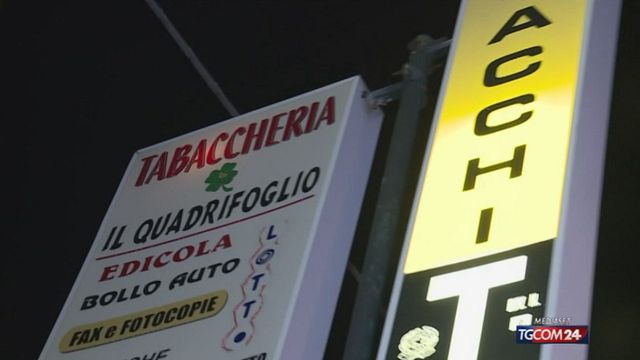 TABACCHERIA
IL QUADRIFOGLIO
EDICOLA
BOLLO AUTO
FAX e FOTOCOPIE
LOTTO
ACCHI
T
MEDIASET
TGCOM24